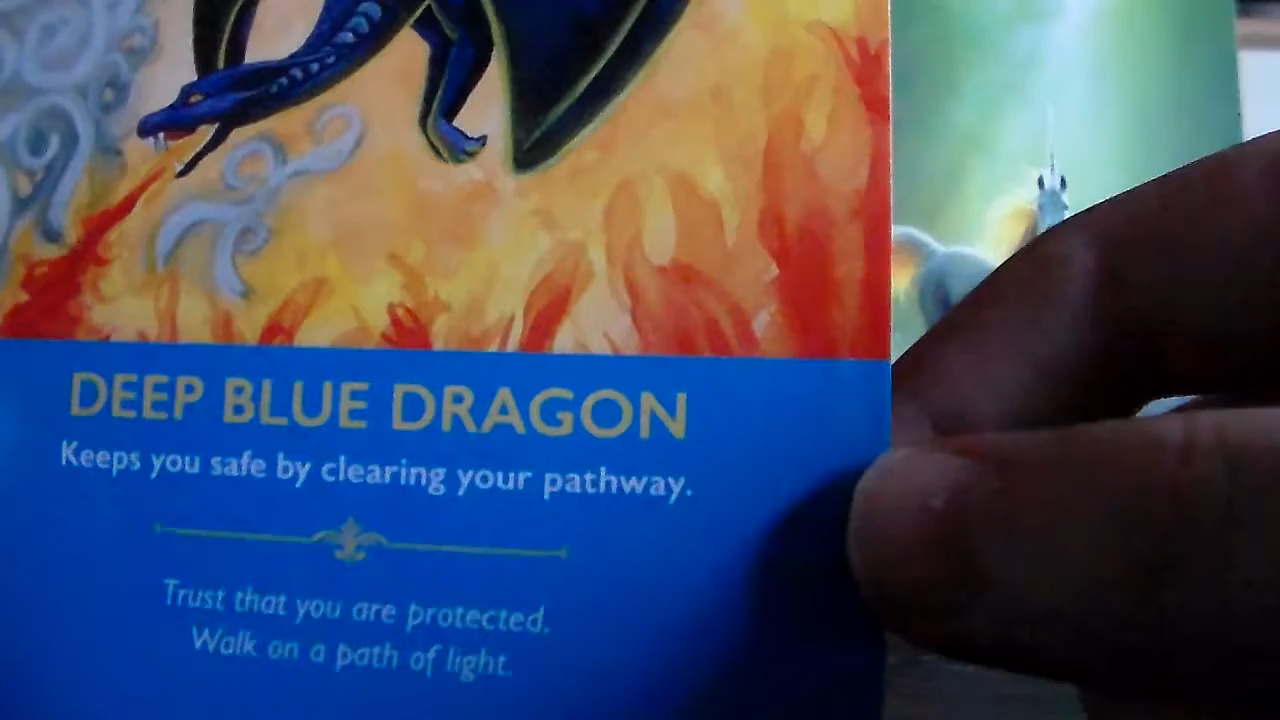 DEEP BLUE DRAGON
Keeps you safe by clearing your pathway.
Trust that you are protected.
Walk on a path of light.